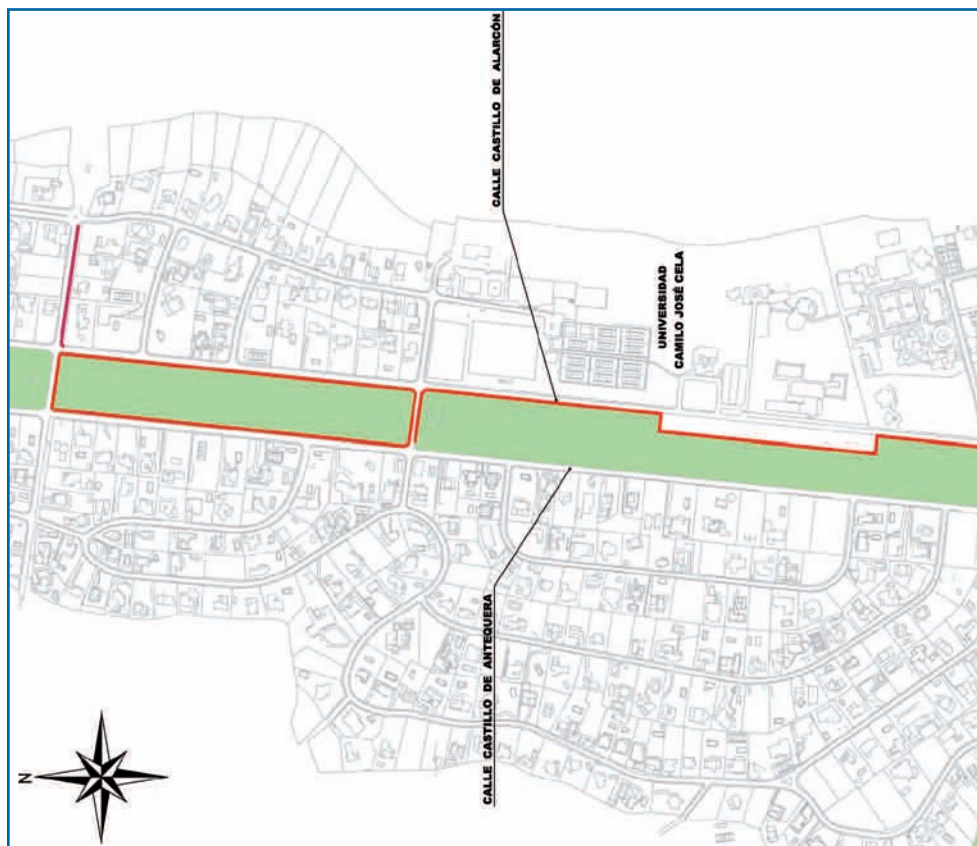 CALLE CASTILLO DE ALARCÓN
UNIVERSIDAD
CAMILO JOSÉ CELA
CALLE CASTILLO DE ANTEQUERA
N